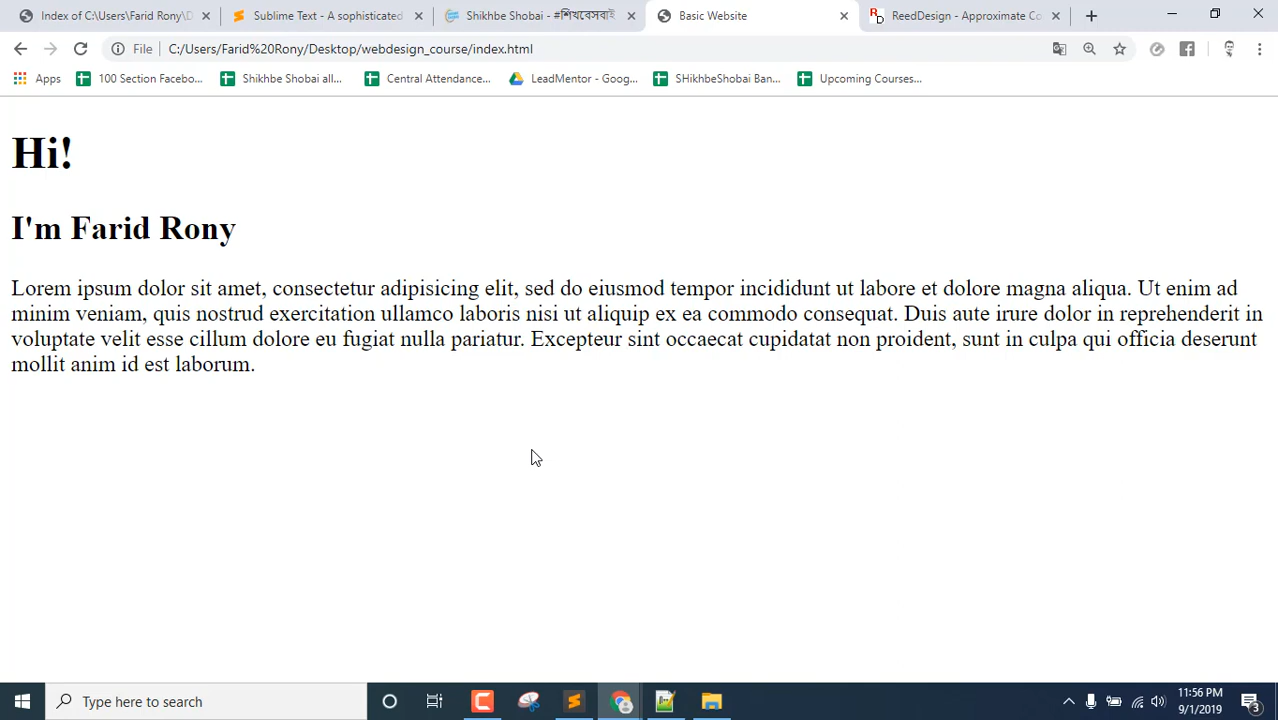 Index of C:\Users\Farid Rony\D
Sublime Text - A sophisticated
Shikhbe Shobai - #শিখবেসবাই
Basic Website
ReedDesign - Approximate Co
File
C:/Users/Farid%20Rony/Desktop/webdesign_course/index.html
Apps
100 Section Facebo...
Shikhbe Shobai all...
Central Attendance...
LeadMentor - Goog...
SHikhbeShobai Ban...
Upcoming Courses...
Hi!
I'm Farid Rony
Lorem ipsum dolor sit amet, consectetur adipisicing elit, sed do eiusmod tempor incididunt ut labore et dolore magna aliqua. Ut enim ad
minim veniam, quis nostrud exercitation ullamco laboris nisi ut aliquip ex ea commodo consequat. Duis aute irure dolor in reprehenderit in
voluptate velit esse cillum dolore eu fugiat nulla pariatur. Excepteur sint occaecat cupidatat non proident, sunt in culpa qui officia deserunt
mollit anim id est laborum.
Type here to search
11:56 PM
9/1/2019
3